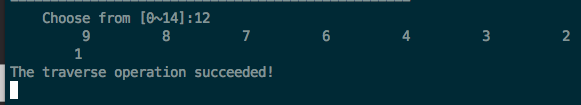 Choose from [0~14]:12
9 8 7 6 4 3 2
1
The traverse operation succeeded!